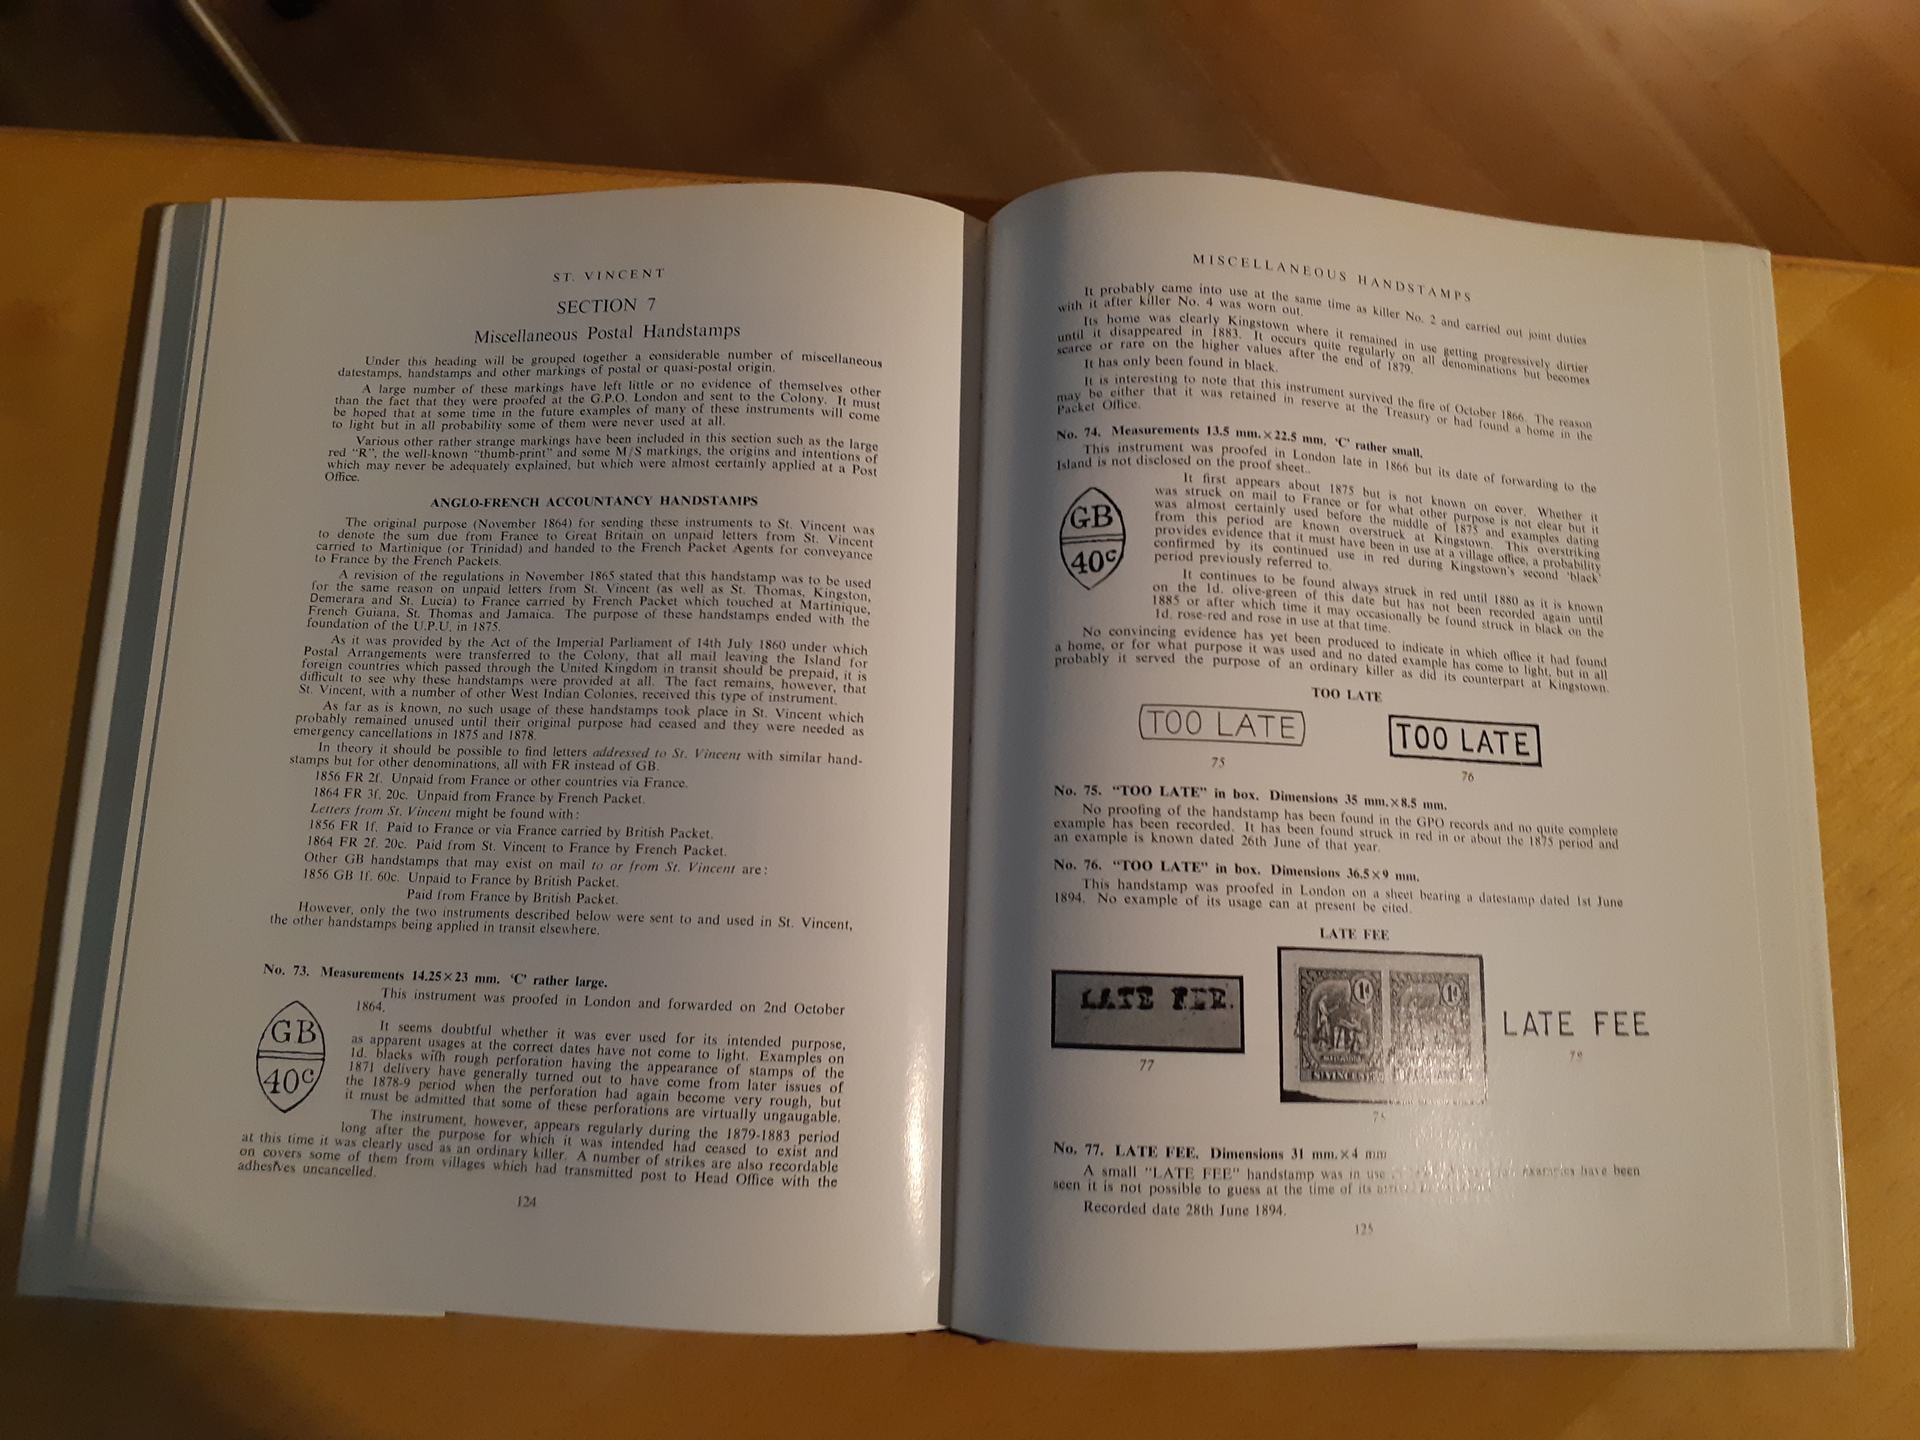 ST. VINCENT
SECTION 7
Miscellaneous Postal Handstamps
Under this heading will be grouped together a considerable number of miscellaneous
datestamps, handstamps and other markings of postal or quasi-postal origin.
A large number of these markings have left little or no evidence of themselves other
than the fact that they were proofed at the G.P.O. London and sent to the Colony. It must
be hoped that at some time in the future examples of many of these instruments will come
to light but in all probability some of them were never used at all.
Various other rather strange markings have been included in this section such as the large
red "R", the well-known "thumb-print" and some M/S markings, the origins and intentions of
which may never be adequately explained, but which were almost certainly applied at a Post
Office.
ANGLO-FRENCH ACCOUNTANCY HANDSTAMPS
The original purpose (November 1864) for sending these instruments to St. Vincent was
to denote the sum due from France to Great Britain on unpaid letters from St. Vincent
carried to Martinique (or Trinidad) and handed to the French Packet Agents for conveyance
to France by the French Packets.
A revision of the regulations in November 1865 stated that this handstamp was to be used
for the same reason on unpaid letters from St. Vincent (as well as St. Thomas, Kingston,
Demerara and St. Lucia) to France carried by French Packet which touched at Martinique,
French Guiana, St. Thomas and Jamaica. The purpose of these handstamps ended with the
foundation of the U.P.U. in 1875.
As it was provided by the Act of the Imperial Parliament of 14th July 1860 under which
Postal Arrangements were transferred to the Colony, that all mail leaving the Island for
foreign countries which passed through the United Kingdom in transit should be prepaid, it is
difficult to see why these handstamps were provided at all. The fact remains, however, that
St. Vincent, with a number of other West Indian Colonies, received this type of instrument.
As far as is known, no such usage of these handstamps took place in St. Vincent which
probably remained unused until their original purpose had ceased and they were needed as
emergency cancellations in 1875 and 1878.
In theory it should be possible to find letters addressed to St. Vincent with similar hand-
stamps but for other denominations, all with FR instead of GB.
1856 FR 2f. Unpaid from France or other countries via France.
1864 FR 3f. 20c. Unpaid from France by French Packet.
Letters from St. Vincent might be found with:
1856 FR 1f. Paid to France or via France carried by British Packet.
1864 FR 2f. 20c. Paid from St. Vincent to France by French Packet.
Other GB handstamps that may exist on mail to or from St. Vincent are:
1856 GB 1f. 60c. Unpaid to France by British Packet.
Paid from France by British Packet.
However, only the two instruments described below were sent to and used in St. Vincent,
the other handstamps being applied in transit elsewhere.
No. 73. Measurements 14.25×23 mm. 'C' rather large.
GB
40c
This instrument was proofed in London and forwarded on 2nd October
1864.
It seems doubtful whether it was ever used for its intended purpose,
as apparent usages at the correct dates have not come to light. Examples on
1d. blacks with rough perforation having the appearance of stamps of the
1871 delivery have generally turned out to have come from later issues of
the 1878-9 period when the perforation had again become very rough, but
it must be admitted that some of these perforations are virtually ungaugable.
The instrument, however, appears regularly during the 1879-1883 period
long after the purpose for which it was intended had ceased to exist and
at this time it was clearly used as an ordinary killer. A number of strikes are also recordable
on covers some of them from villages which had transmitted post to Head Office with the
adhesives uncancelled.
124
MISCELLANEOUS HANDSTAMPS
It probably came into use at the same time as killer No. 2 and carried out joint duties
with it after killer No. 4 was worn out.
Its home was clearly Kingstown where it remained in use getting progressively dirtier
until it disappeared in 1883. It occurs quite regularly on all denominations but becomes
scarce or rare on the higher values after the end of 1879.
It has only been found in black.
It is interesting to note that this instrument survived the fire of October 1866. The reason
may be either that it was retained in reserve at the Treasury or had found a home in the
Packet Office.
No. 74. Measurements 13.5 mm.×22.5 mm. 'C' rather small.
This instrument was proofed in London late in 1866 but its date of forwarding to the
Island is not disclosed on the proof sheet..
GB
40c
It first appears about 1875 but is not known on cover. Whether it
was struck on mail to France or for what other purpose is not clear but it
was almost certainly used before the middle of 1875 and examples dating
from this period are known overstruck at Kingstown. This overstriking
provides evidence that it must have been in use at a village office, a probability
confirmed by its continued use in red during Kingstown's second 'black'
period previously referred to.
It continues to be found always struck in red until 1880 as it is known
on the 1d. olive-green of this date but has not been recorded again until
1885 or after which time it may occasionally be found struck in black on the
1d. rose-red and rose in use at that time.
No convincing evidence has yet been produced to indicate in which office it had found
a home, or for what purpose it was used and no dated example has come to light, but in all
probably it served the purpose of an ordinary killer as did its counterpart at Kingstown.
TOO LATE
TOO LATE
TOO LATE
75
76
No. 75. "TOO LATE" in box. Dimensions 35 mm.×8.5 mm.
No proofing of the handstamp has been found in the GPO records and no quite complete
example has been recorded. It has been found struck in red in or about the 1875 period and
an example is known dated 26th June of that year.
No. 76. "TOO LATE" in box. Dimensions 36.5×9 mm.
This handstamp was proofed in London on a sheet bearing a datestamp dated 1st June
1894. No example of its usage can at present be cited.
LATE FEE
LATE FEE.
1d
1d
LATE FEE
77
No. 77. LATE FEE. Dimensions 31 mm.×4 mm
A small "LATE FEE" handstamp was in use examples have been
seen it is not possible to guess at the time of its
Recorded date 28th June 1894.
125